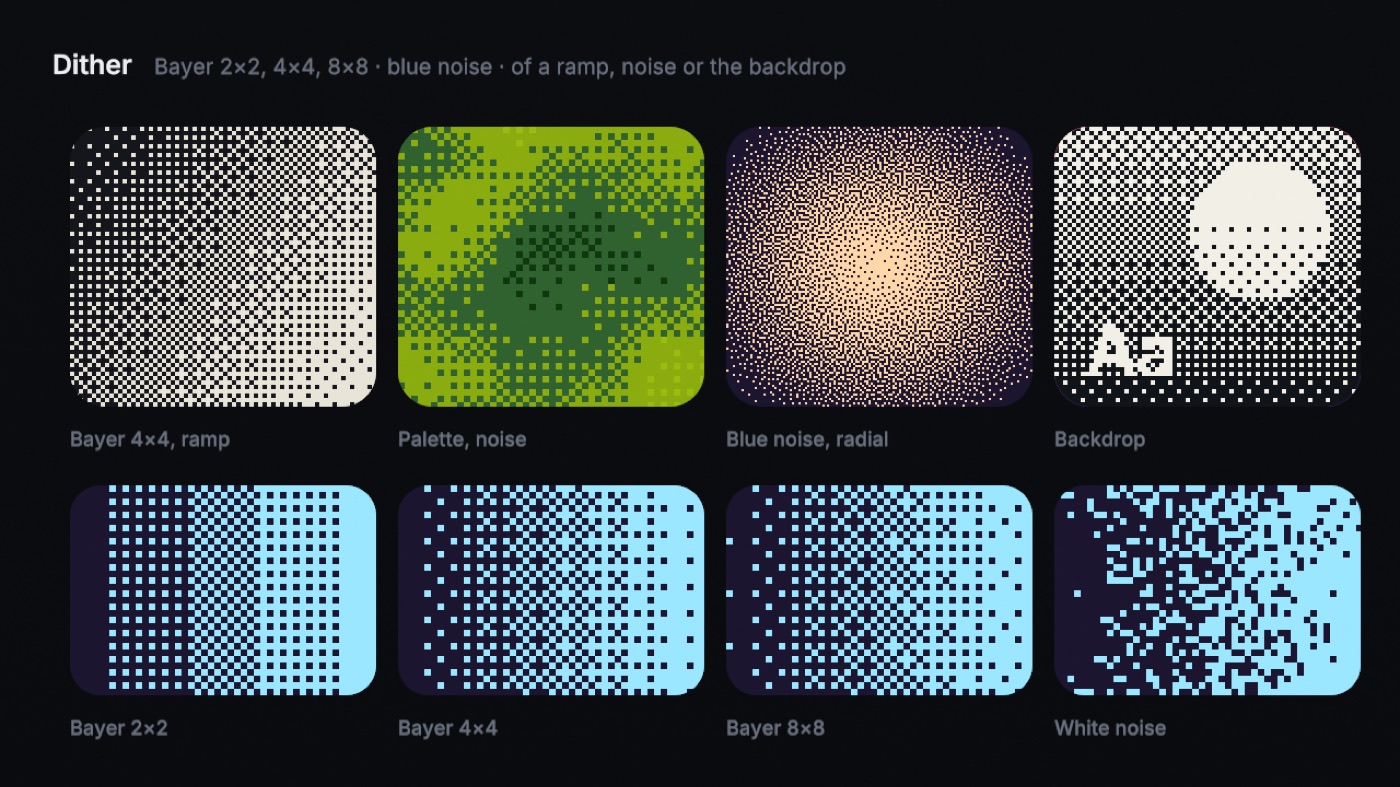 Dither Bayer 2×2, 4×4, 8×8 · blue noise · of a ramp, noise or the backdrop
Aa
Bayer 4×4, ramp
Palette, noise
Blue noise, radial
Backdrop
Bayer 2×2
Bayer 4×4
Bayer 8×8
White noise